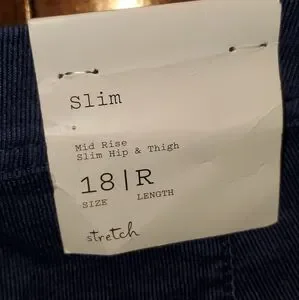 Slim
Mid Rise
Slim Hip & Thigh
18|R
SIZE LENGTH
stretch